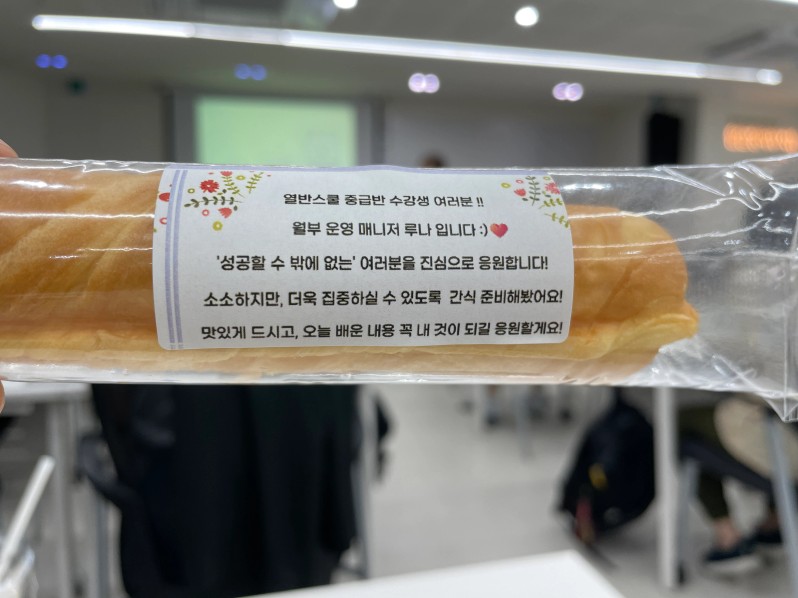 열반스쿨 중급반 수강생 여러분 !!
월부 운영 매니저 루나 입니다 :)❤
'성공할 수 밖에 없는' 여러분을 진심으로 응원합니다!
소소하지만, 더욱 집중하실 수 있도록 간식 준비해봤어요!
맛있게 드시고, 오늘 배운 내용 꼭 내 것이 되길 응원할게요!